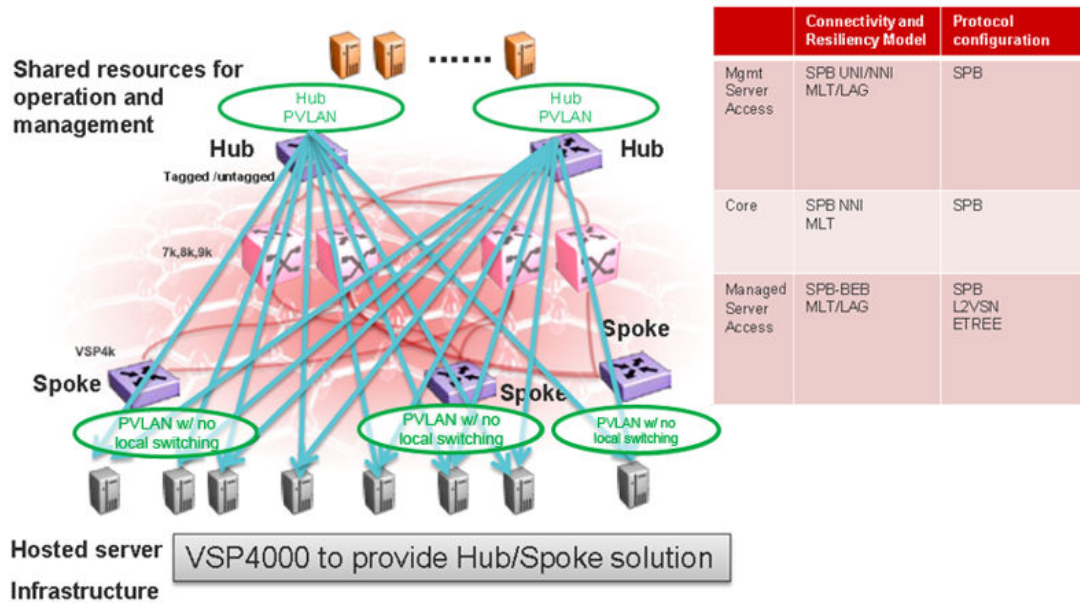 Shared resources for
operation and
management
Hub
PVLAN
Hub
PVLAN
Hub
Hub
Tagged /untagged
7k,8k,9k
VSP4k
Spoke
Spoke
Spoke
PVLAN w/ no
local switching
PVLAN w/ no
local switching
PVLAN w/ no
local switching
Hosted server
Infrastructure
VSP4000 to provide Hub/Spoke solution
Connectivity and
Resiliency Model
Protocol
configuration
Mgmt
Server
Access
SPB UNI/NNI
MLT/LAG
SPB
Core
SPB NNI
MLT
SPB
Managed
Server
Access
SPB-BEB
MLT/LAG
SPB
L2VSN
ETREE